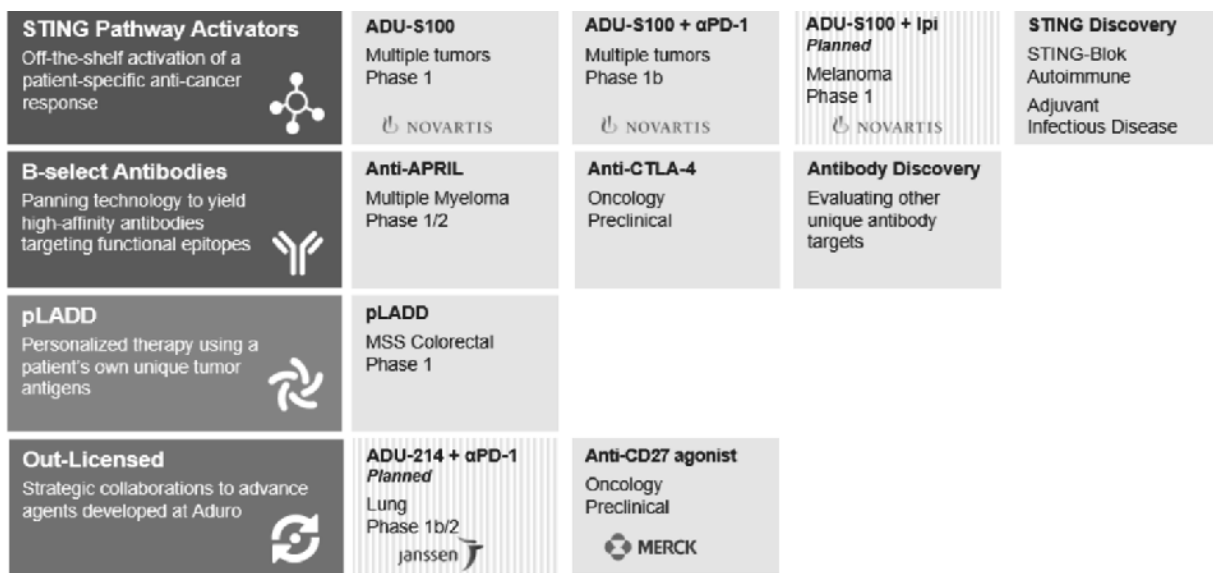 STING Pathway Activators
Off-the-shelf activation of a
patient-specific anti-cancer
response
ADU-S100
Multiple tumors
Phase 1
NOVARTIS
ADU-S100 + αPD-1
Multiple tumors
Phase 1b
NOVARTIS
ADU-S100 + Ipi
Planned
Melanoma
Phase 1
NOVARTIS
STING Discovery
STING-Blok
Autoimmune
Adjuvant
Infectious Disease
B-select Antibodies
Panning technology to yield
high-affinity antibodies
targeting functional epitopes
Anti-APRIL
Multiple Myeloma
Phase 1/2
Anti-CTLA-4
Oncology
Preclinical
Antibody Discovery
Evaluating other
unique antibody
targets
pLADD
Personalized therapy using a
patient's own unique tumor
antigens
pLADD
MSS Colorectal
Phase 1
Out-Licensed
Strategic collaborations to advance
agents developed at Aduro
ADU-214 + αPD-1
Planned
Lung
Phase 1b/2
janssen
Anti-CD27 agonist
Oncology
Preclinical
MERCK